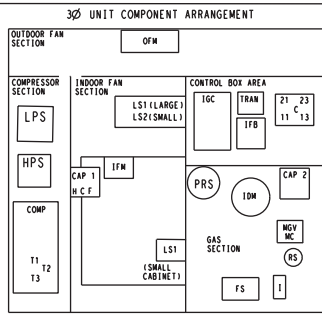 3Ø UNIT COMPONENT ARRANGEMENT
OUTDOOR FAN
SECTION
OFM
COMPRESSOR
SECTION
LPS
HPS
COMP
T1
T2
T3
INDOOR FAN
SECTION
LS1(LARGE)
LS2(SMALL)
IFM
CAP 1
H C F
LS1
(SMALL
CABINET)
CONTROL BOX AREA
IGC
TRAN
IFB
21 23
C
11 13
PRS
IDM
CAP 2
GAS
SECTION
MGV
MC
RS
FS
I